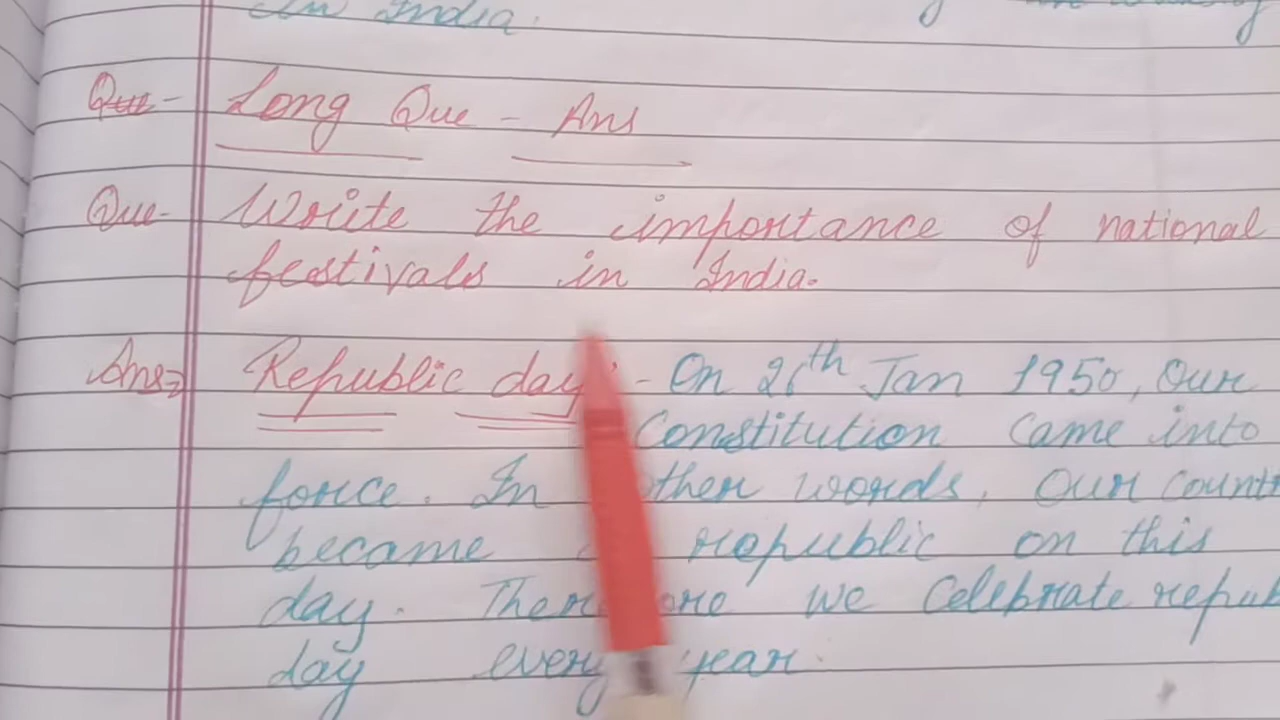 In India.
Que - Long Que - Ans
Que - Write the importance of national
festivals in India.
Ans= Republic day:- On 26th Jan 1950, Our
Constitution came into
force. In other words, Our
became a republic on this
day. Therefore we Celebrate
day every year.